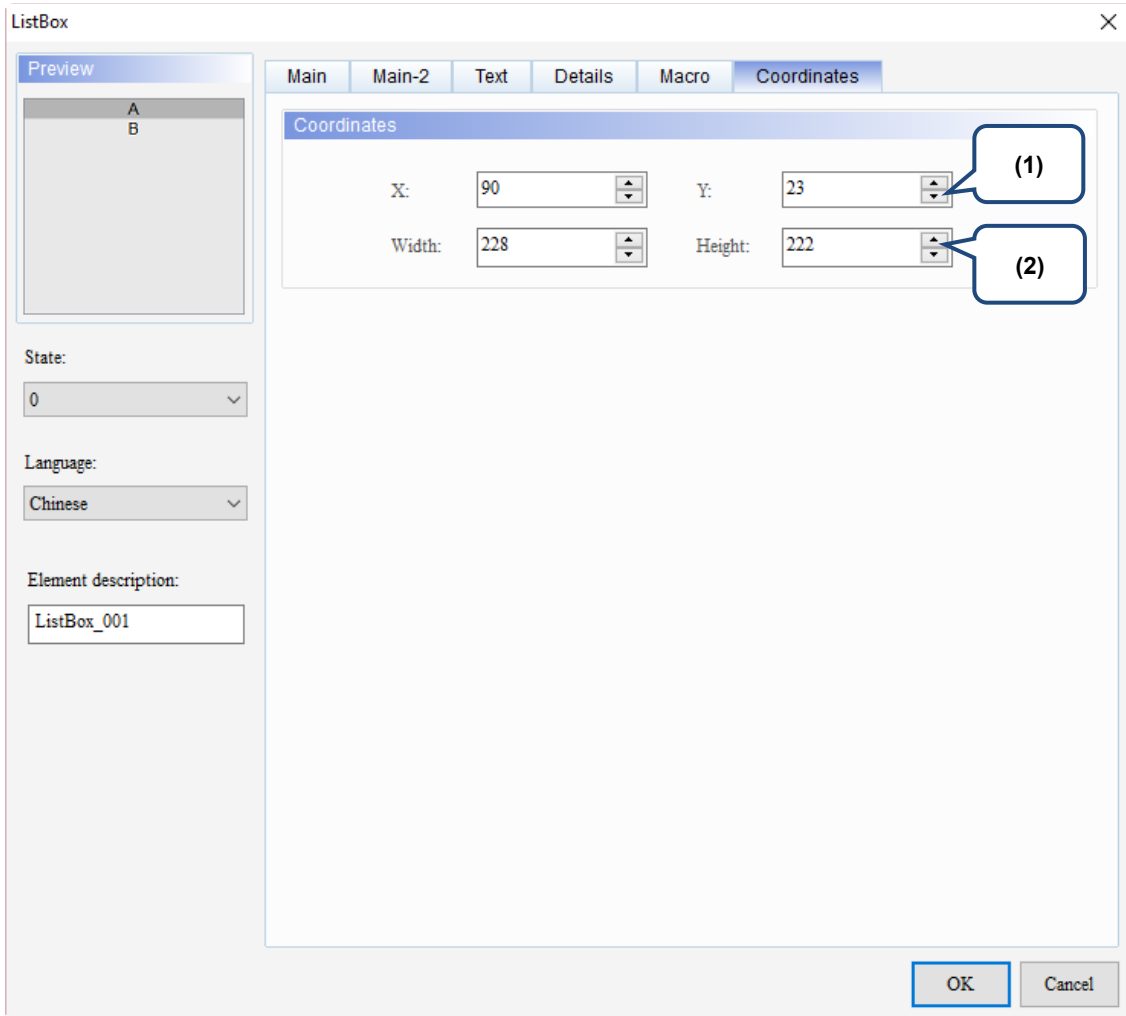 ListBox
Preview
A
B
State:
0
Language:
Chinese
Element description:
ListBox_001
Main Main-2 Text Details Macro Coordinates
Coordinates
X: 90 Y: 23
(1)
Width: 228 Height: 222
(2)
OK Cancel